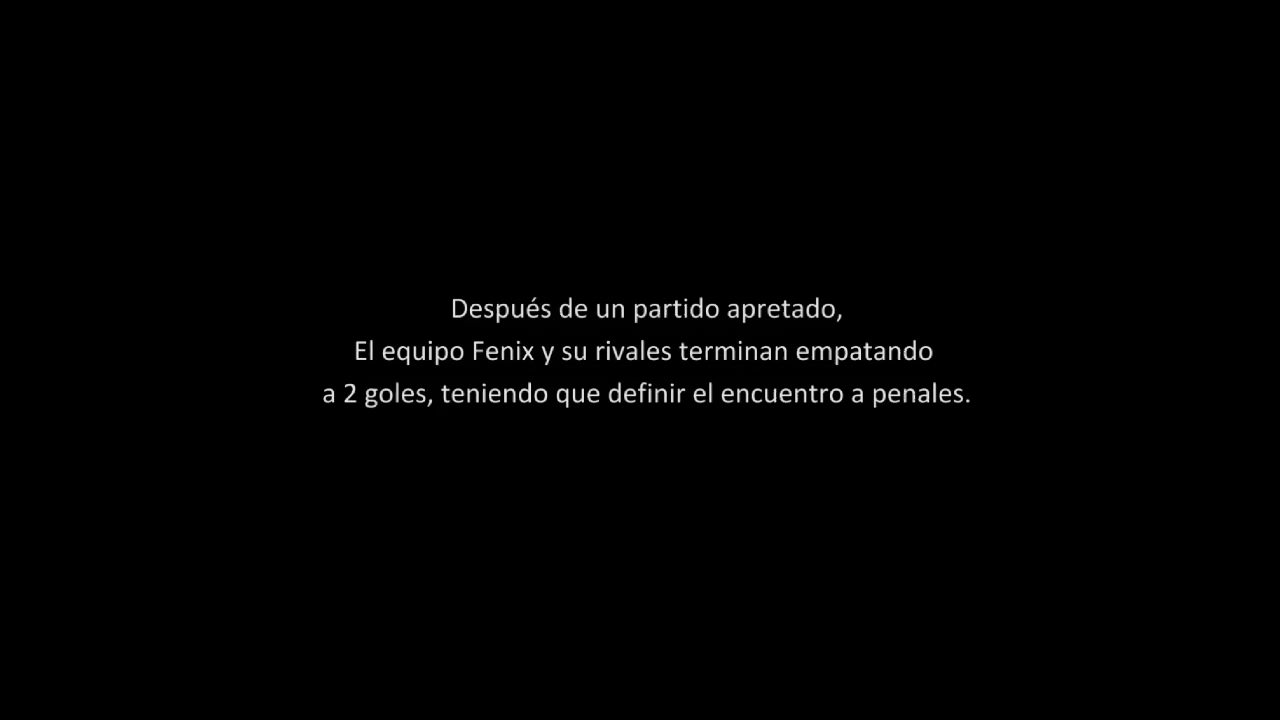 Después de un partido apretado,
El equipo Fenix y su rivales terminan empatando
a 2 goles, teniendo que definir el encuentro a penales.